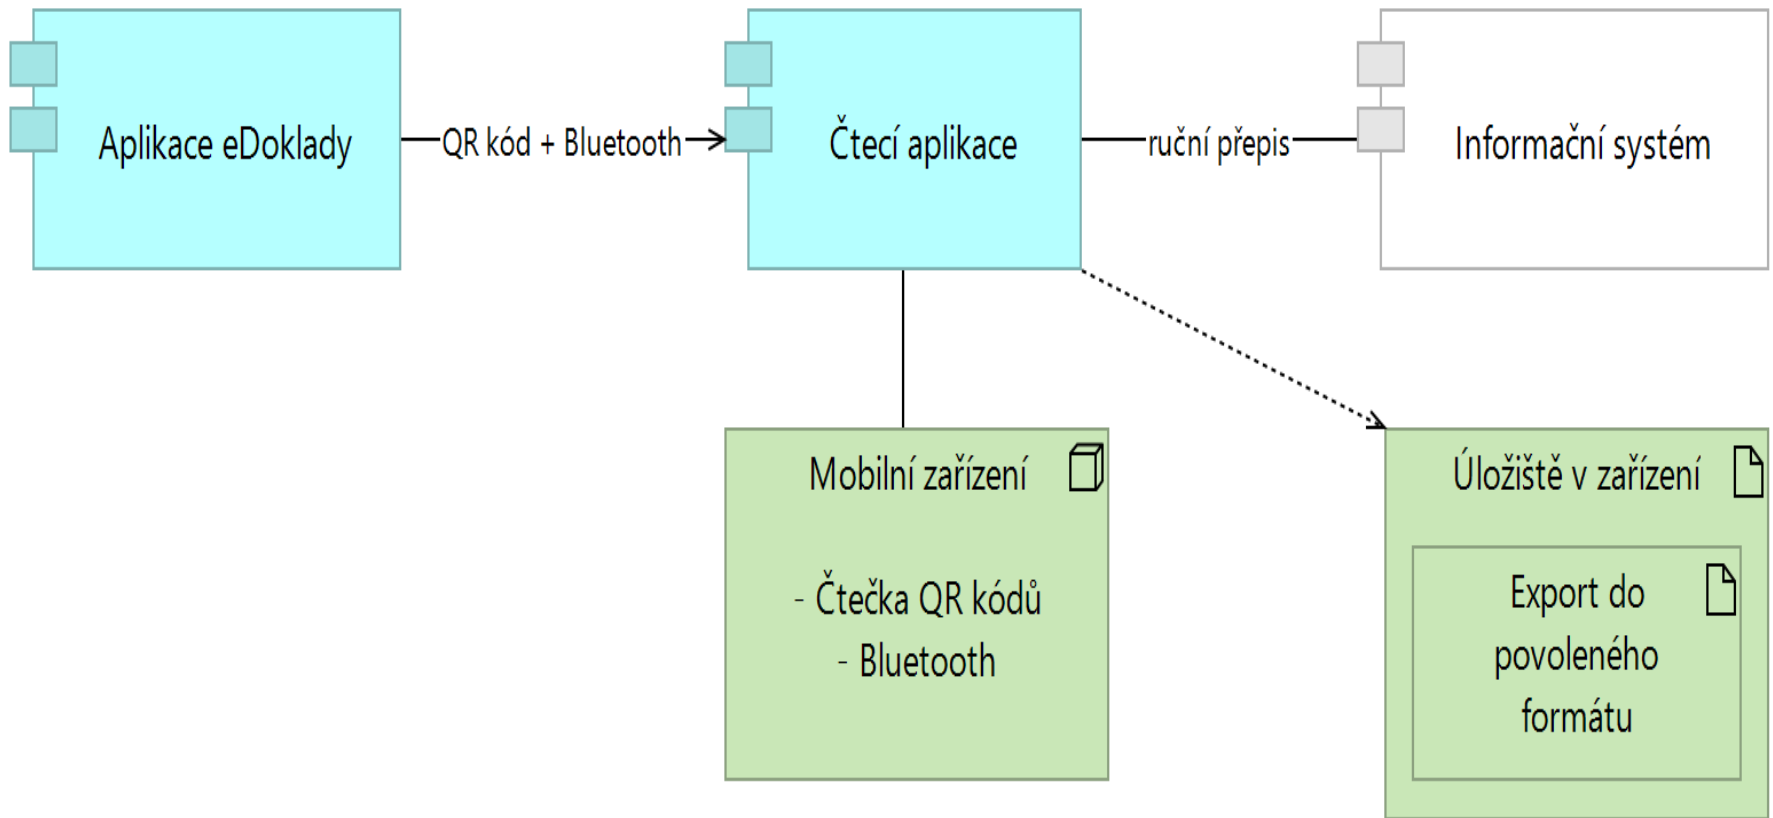 Aplikace eDoklady
QR kód + Bluetooth
Čtecí aplikace
ruční přepis
Informační systém
Mobilní zařízení
- Čtečka QR kódů
- Bluetooth
Úložiště v zařízení
Export do
povoleného
formátu